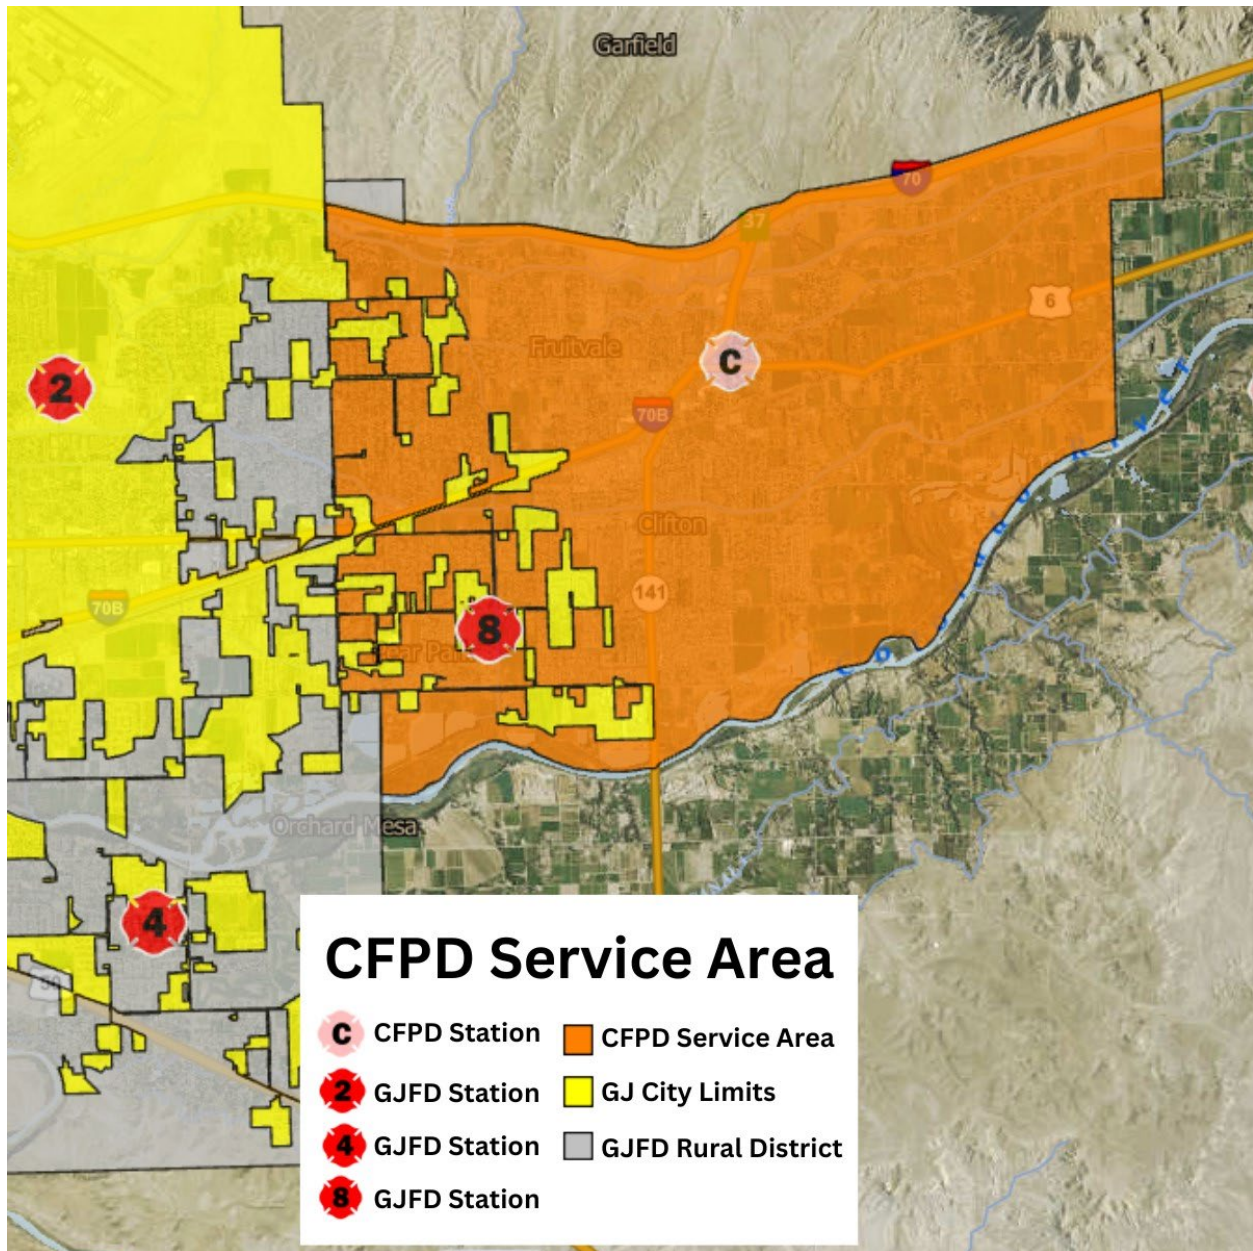 Garfield
70
37
6
Fruitvale
C
2
70B
Clifton
141
70B
8
Orchard Mesa
4
50
CFPD Service Area
C CFPD Station
CFPD Service Area
2 GJFD Station
GJ City Limits
4 GJFD Station
GJFD Rural District
8 GJFD Station